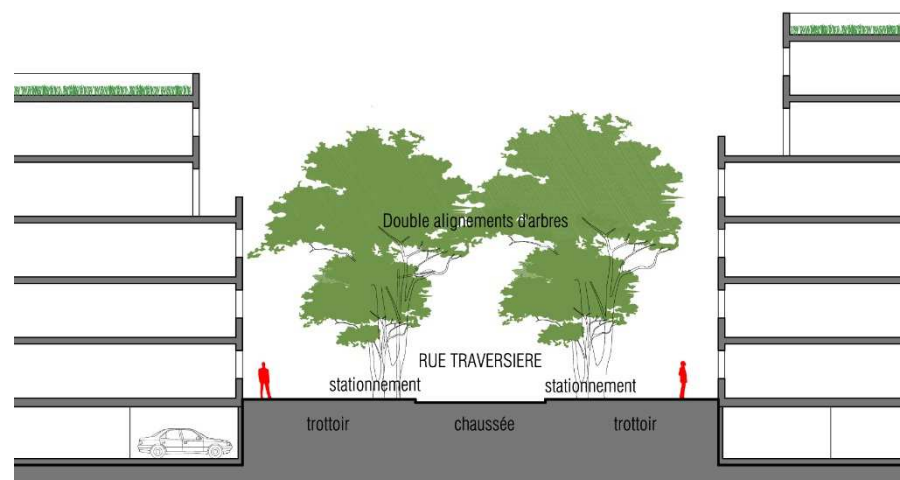 Double alignements d'arbres
RUE TRAVERSIERE
stationnement
stationnement
trottoir
chaussée
trottoir